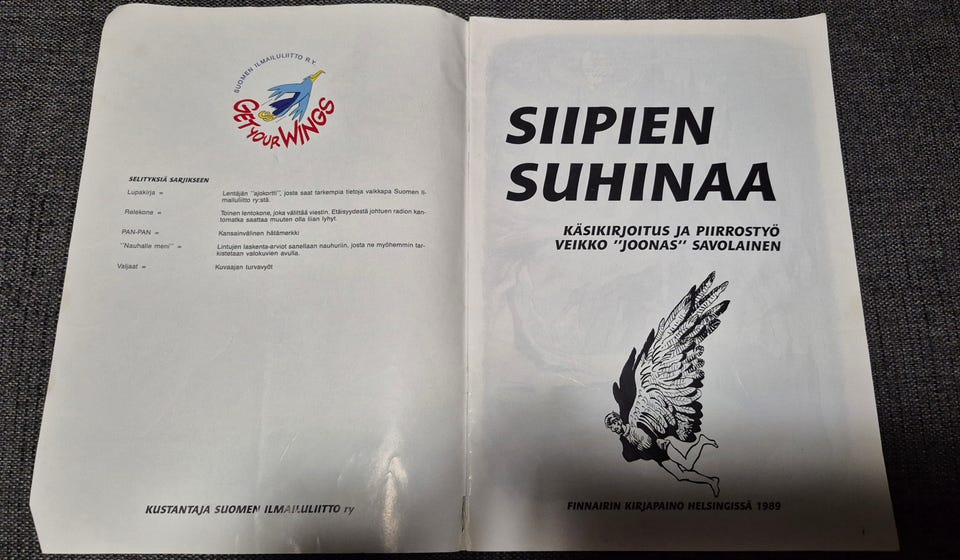 SUOMEN ILMAILULIITTO R.Y.
GET YOUR WINGS
SELITYKSIÄ SARJIKSEEN
Lupakirja = Lentäjän "ajokortti", josta saat tarkempia tietoja vaikkapa Suomen Il-
mailuliitto ry:stä.
Relekone = Toinen lentokone, joka välittää viestin. Etäisyydestä johtuen radion kan-
tomatka saattaa muuten olla liian lyhyt.
PAN-PAN = Kansainvälinen hätämerkki
"Nauhalle meni" = Lintujen laskenta-arviot sanellaan nauhuriin, josta ne myöhemmin tar-
kistetaan valokuvien avulla.
Valjaat = Kuvaajan turvavyöt
KUSTANTAJA SUOMEN ILMAILULIITTO ry
SIIPIEN
SUHINAA
KÄSIKIRJOITUS JA PIIRROSTYÖ
VEIKKO "JOONAS" SAVOLAINEN
FINNAIRIN KIRJAPAINO HELSINGISSÄ 1989